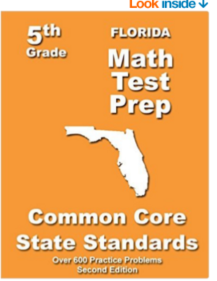 Look inside
5th
Grade
FLORIDA
Math
Test
Prep
Common Core
State Standards
Over 600 Practice Problems
Second Edition